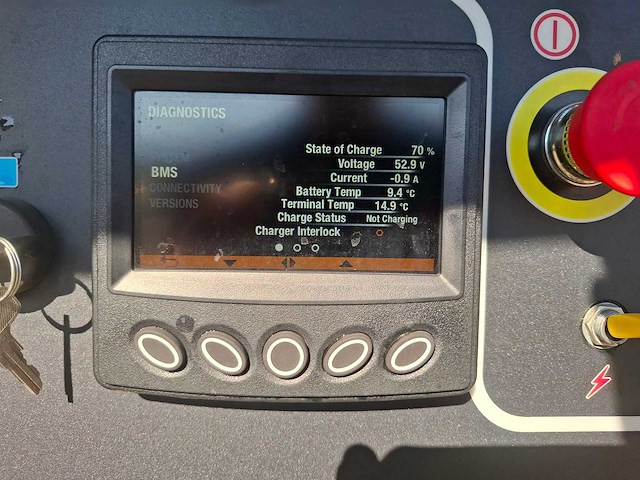 DIAGNOSTICS
State of Charge 70 %
Voltage 52.9 V
BMS
Current -0.9 A
CONNECTIVITY
Battery Temp 9.4 °C
VERSIONS
Terminal Temp 14.9 °C
Charge Status Not Charging
Charger Interlock